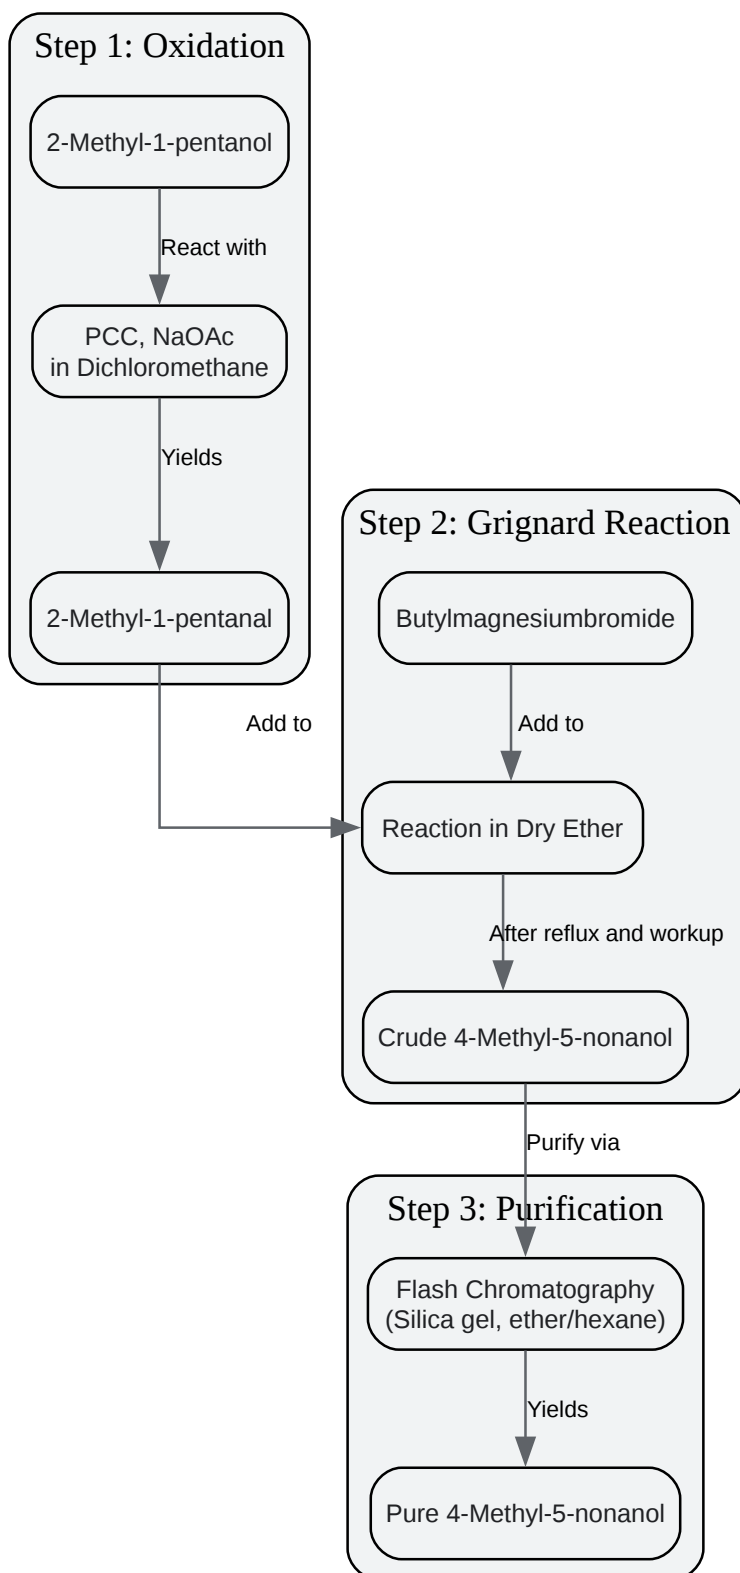 Step 1: Oxidation
2-Methyl-1-pentanol
React with
PCC, NaOAc
in Dichloromethane
Yields
2-Methyl-1-pentanal
Add to
Step 2: Grignard Reaction
Butylmagnesiumbromide
Add to
Reaction in Dry Ether
After reflux and workup
Crude 4-Methyl-5-nonanol
Purify via
Step 3: Purification
Flash Chromatography
(Silica gel, ether/hexane)
Yields
Pure 4-Methyl-5-nonanol